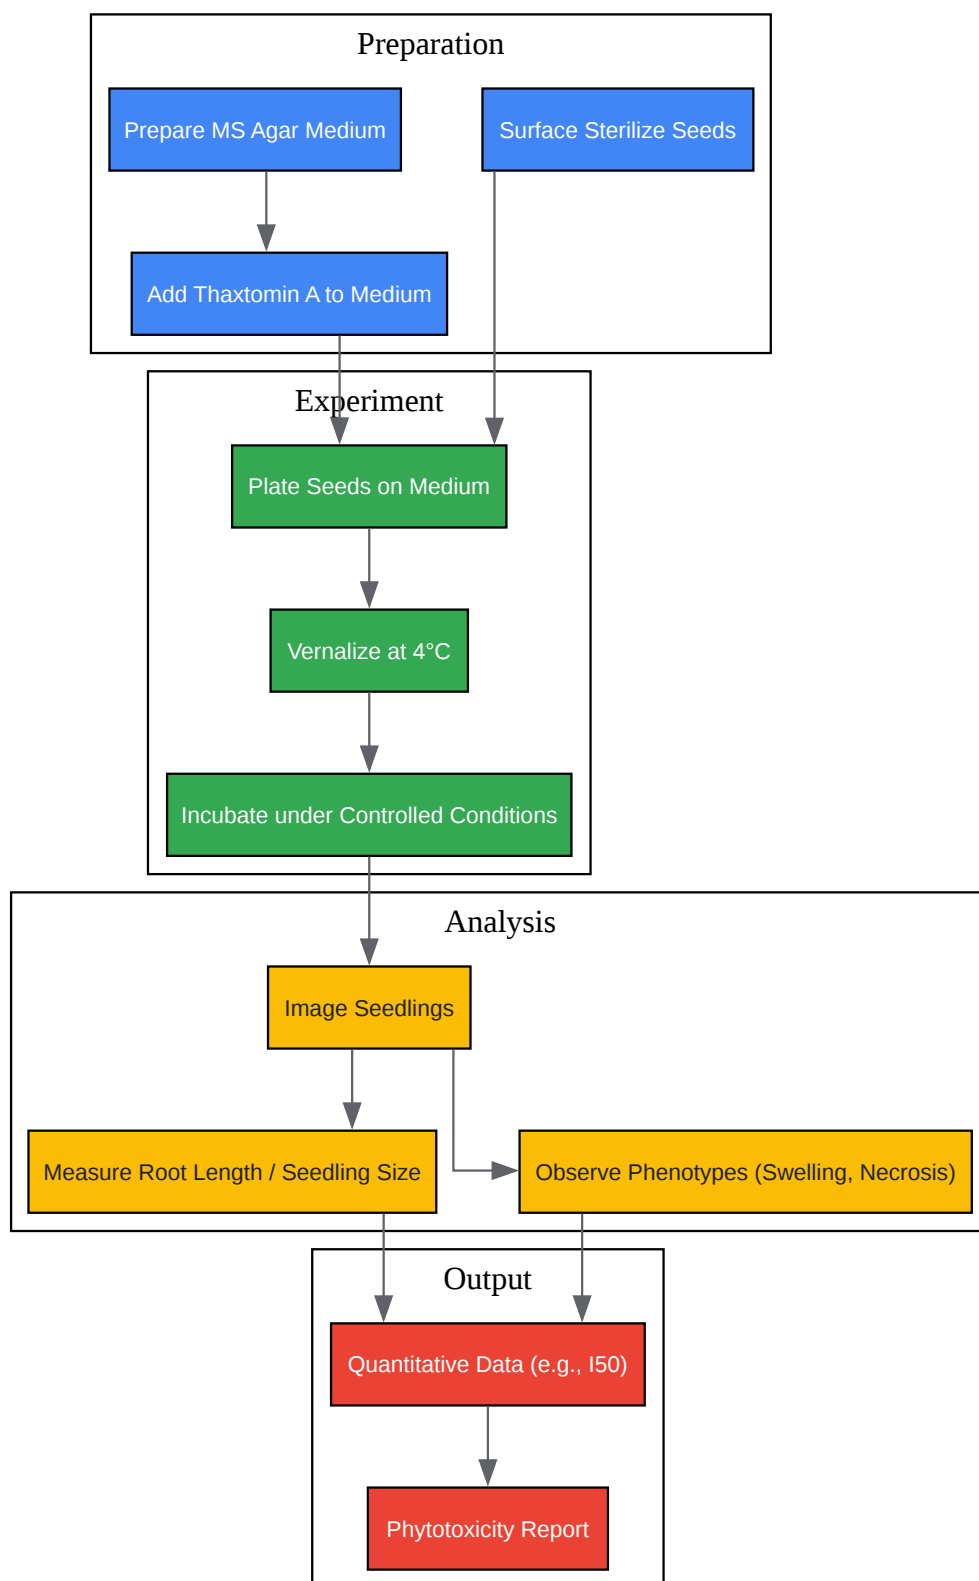 Preparation
Prepare MS Agar Medium
Surface Sterilize Seeds
Add Thaxtomin A to Medium
Experiment
Plate Seeds on Medium
Vernalize at 4°C
Incubate under Controlled Conditions
Analysis
Image Seedlings
Measure Root Length / Seedling Size
Observe Phenotypes (Swelling, Necrosis)
Output
Quantitative Data (e.g., I50)
Phytotoxicity Report